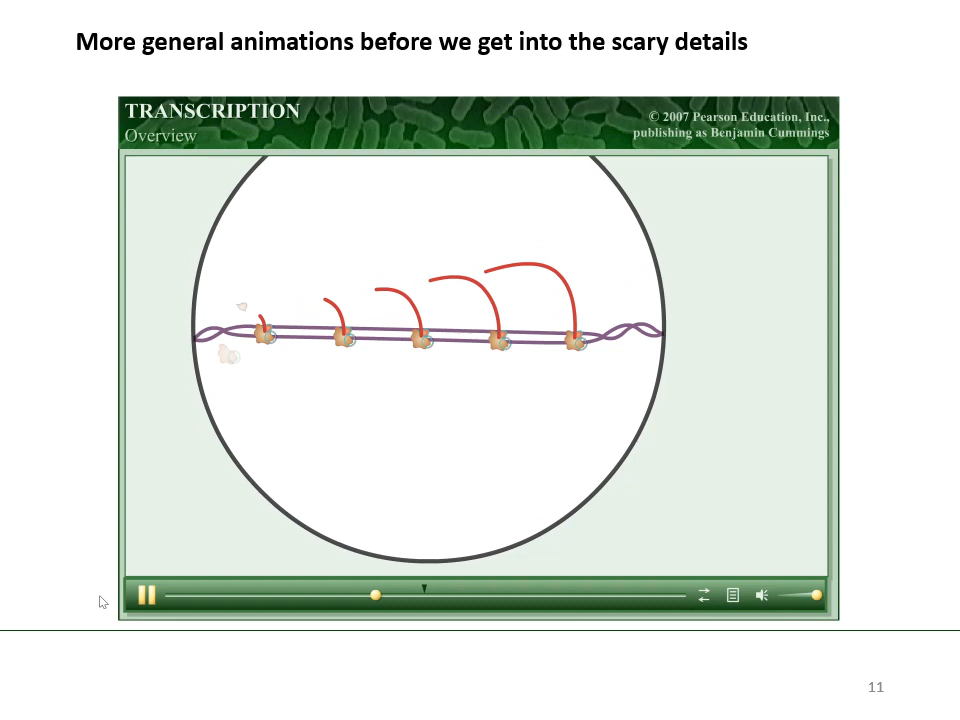 More general animations before we get into the scary details
TRANSCRIPTION
Overview
© 2007 Pearson Education, Inc.,
publishing as Benjamin Cummings
11